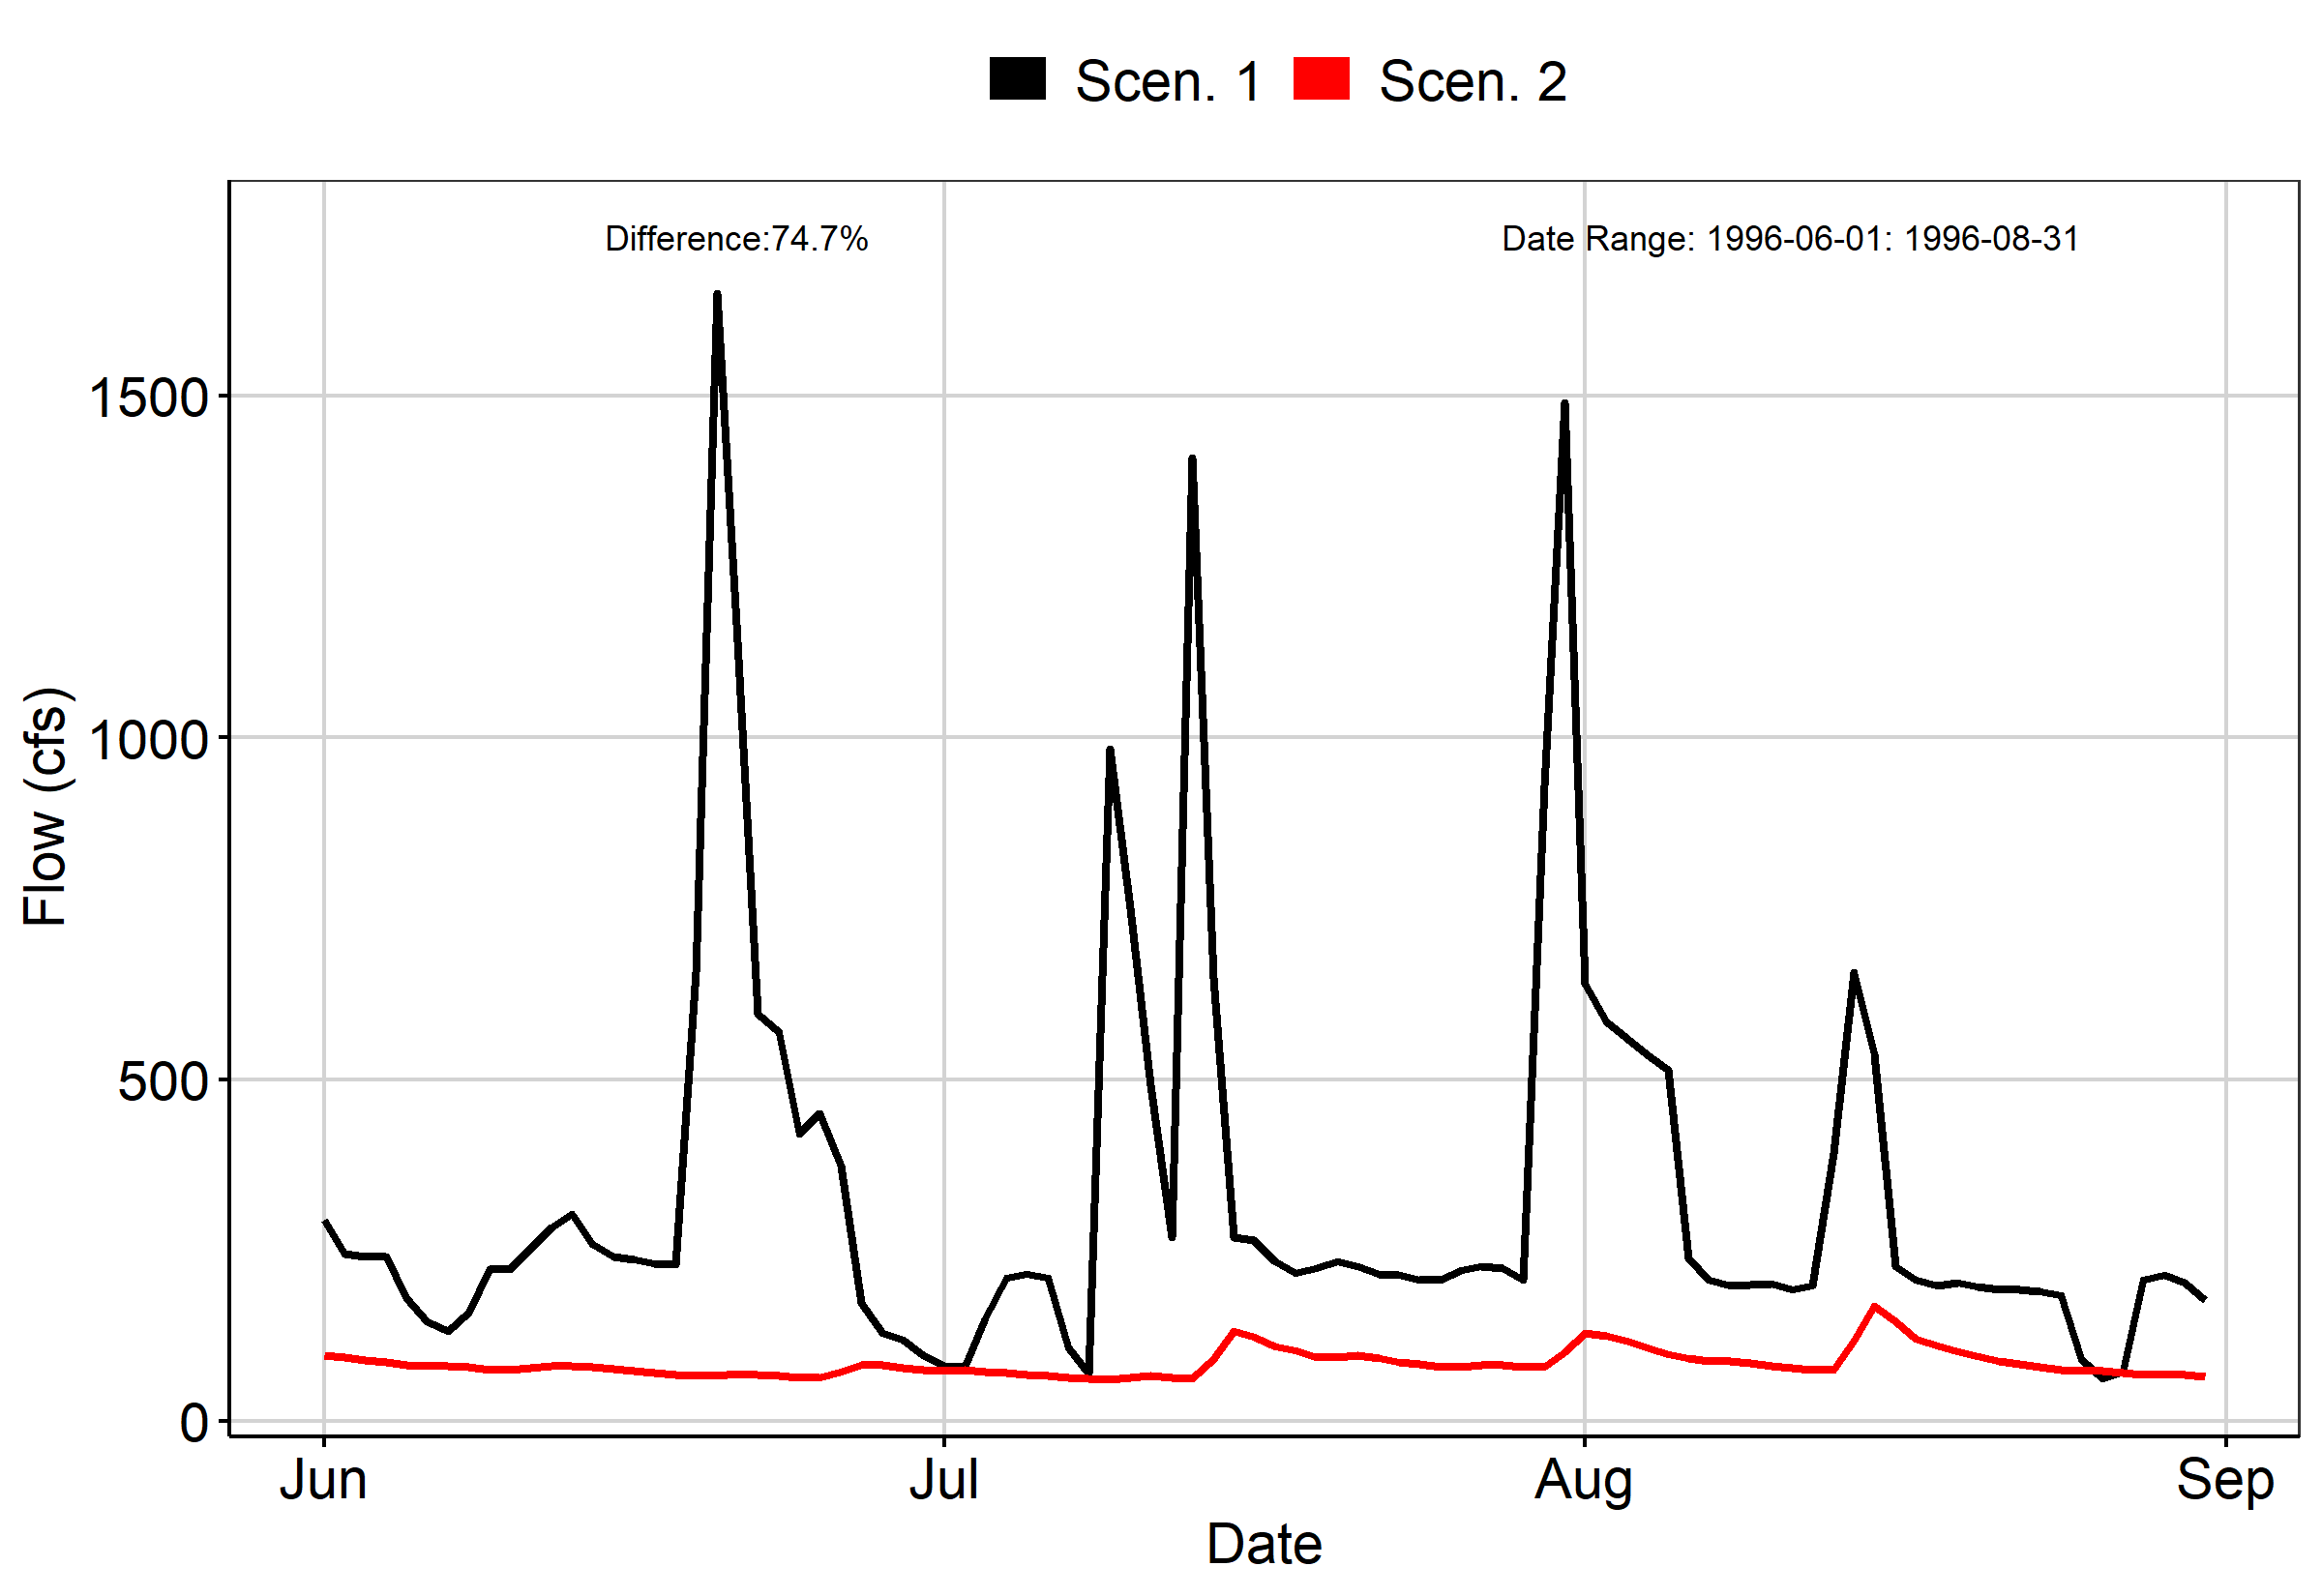 Scen. 1 Scen. 2
Difference:74.7% Date Range: 1996-06-01: 1996-08-31
1500
1000
500
0
Flow (cfs)
Jun Jul Aug Sep
Date